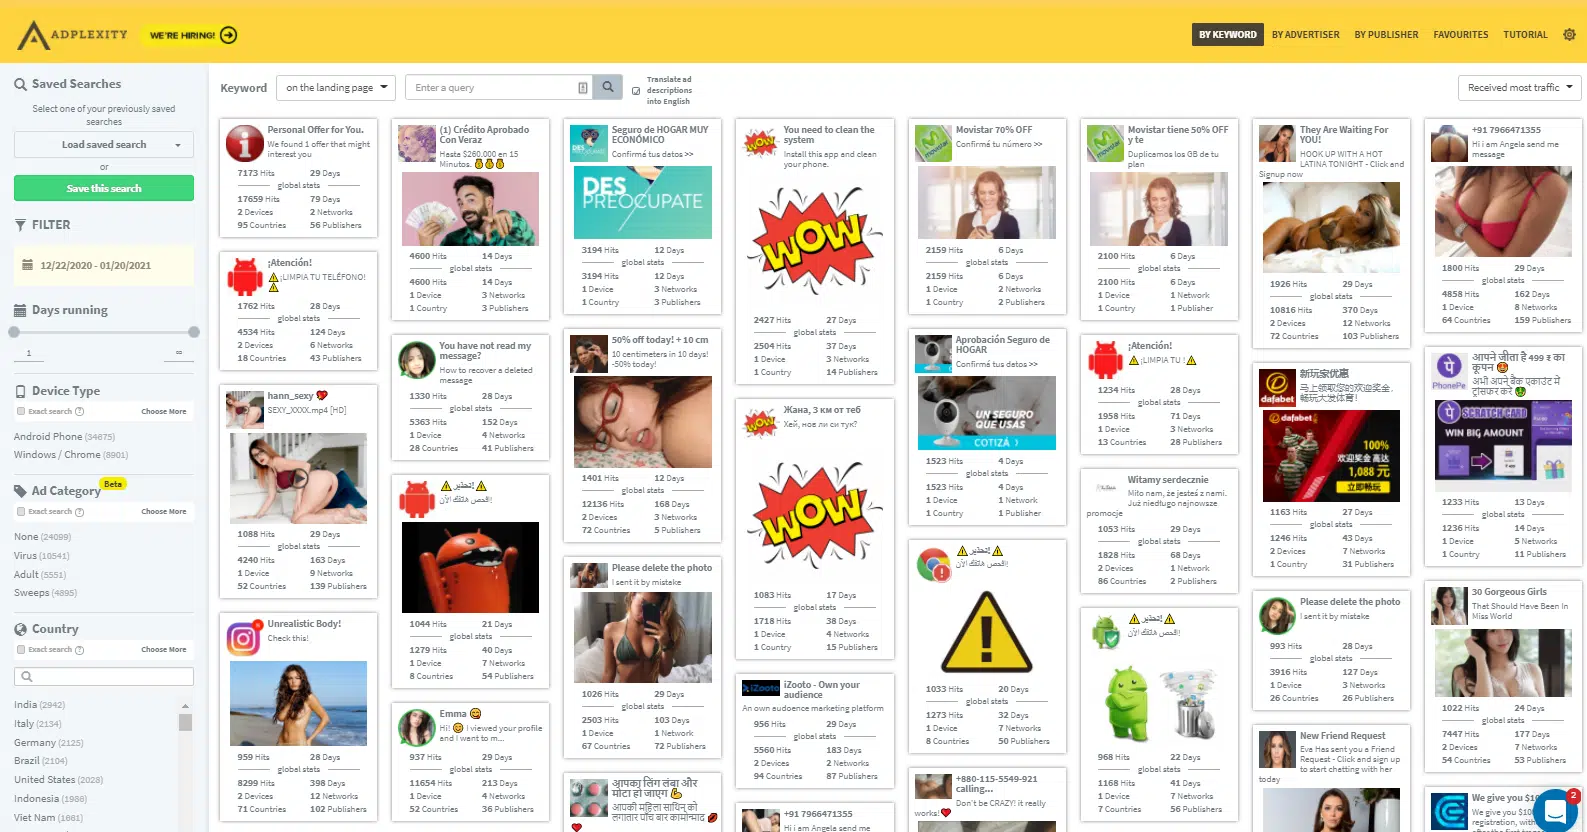 ADPLEXITY
WE'RE HIRING!
BY KEYWORD
BY ADVERTISER
BY PUBLISHER
FAVOURITES
TUTORIAL
Saved Searches
Select one of your previously saved
searches
Load saved search
or
Save this search
FILTER
12/22/2020 - 01/20/2021
Days running
1
∞
Device Type
Exact search
Choose More
Android Phone (34675)
Windows / Chrome (8901)
Ad Category
Beta
Exact search
Choose More
None (24099)
Virus (10541)
Adult (5551)
Sweeps (4895)
Country
Exact search
Choose More
India (2942)
Italy (2134)
Germany (2125)
Brazil (2104)
United States (2028)
Indonesia (1986)
Viet Nam (1681)
Keyword
on the landing page
Enter a query
Translate ad
descriptions
into English
Received most traffic
Personal Offer for You.
We found 1 offer that might
interest you
7173 Hits 29 Days
global stats
17659 Hits 79 Days
2 Devices 2 Networks
95 Countries 56 Publishers
¡Atención!
⚠¡LIMPIA TU TELÉFONO!
⚠
1762 Hits 28 Days
global stats
4534 Hits 124 Days
2 Devices 6 Networks
18 Countries 43 Publishers
hann_sexy
SEXY_XXXX.mp4 [HD]
1088 Hits 29 Days
global stats
4240 Hits 163 Days
1 Device 9 Networks
52 Countries 139 Publishers
Unrealistic Body!
Check this!
959 Hits 28 Days
global stats
8299 Hits 398 Days
2 Devices 12 Networks
71 Countries 102 Publishers
(1) Crédito Aprobado
Con Veraz
Hasta $260.000 en 15
Minutos.
4600 Hits 14 Days
global stats
4600 Hits 14 Days
1 Device 3 Networks
1 Country 3 Publishers
You have not read my
message?
How to recover a deleted
message
1330 Hits 28 Days
global stats
5363 Hits 152 Days
1 Device 4 Networks
28 Countries 41 Publishers
⚠ تحذير! ⚠
افحص هاتفك الآن!
1044 Hits 21 Days
global stats
1279 Hits 40 Days
1 Device 7 Networks
8 Countries 54 Publishers
Emma
Hi! I viewed your profile
and I want to m...
937 Hits 29 Days
global stats
11654 Hits 213 Days
1 Device 4 Networks
52 Countries 36 Publishers
Seguro de HOGAR MUY
ECONÓMICO
Confirmá tus datos >>
DES
PREOCUPATE
3194 Hits 12 Days
global stats
3194 Hits 12 Days
1 Device 3 Networks
1 Country 3 Publishers
50% off today! + 10 cm
10 centimeters in 10 days!
-50% today!
1401 Hits 12 Days
global stats
12136 Hits 168 Days
2 Devices 3 Networks
72 Countries 5 Publishers
Please delete the photo
I sent it by mistake
1026 Hits 29 Days
global stats
2503 Hits 103 Days
1 Device 1 Network
67 Countries 72 Publishers
आपका लिंग लंबा और
मोटा हो जाएगा
आपकी महिला साथिन् को
लगातार पाँच बार कामोन्माद
You need to clean the
system
Install this app and clean
your phone.
WOW
2427 Hits 27 Days
global stats
2504 Hits 37 Days
1 Device 3 Networks
1 Country 14 Publishers
Жана, 3 км от теб
Хей, нов ли си тук?
WOW
1083 Hits 17 Days
global stats
1718 Hits 38 Days
1 Device 4 Networks
1 Country 15 Publishers
iZooto
iZooto - Own your
audience
An own audoence marketing platform
956 Hits 29 Days
global stats
5560 Hits 183 Days
2 Devices 2 Networks
94 Countries 87 Publishers
+91 7966471355
Hi i am Angela send me
Movistar 70% OFF
Confirmá tu número >>
movistar
2159 Hits 6 Days
global stats
2159 Hits 6 Days
1 Device 2 Networks
1 Country 2 Publishers
Aprobación Seguro de
HOGAR
Confirmá tus datos >>
UN SEGURO
QUE USÁS
COTIZÁ
1523 Hits 4 Days
global stats
1523 Hits 4 Days
1 Device 1 Network
1 Country 1 Publisher
⚠ تحذير! ⚠
افحص هاتفك الآن!
1033 Hits 20 Days
global stats
1273 Hits 32 Days
1 Device 7 Networks
8 Countries 50 Publishers
+880-115-5549-921
calling...
Don't be CRAZY! it really
works!
Movistar tiene 50% OFF
y te
Duplicamos los GB de tu
plan
movistar
2100 Hits 6 Days
global stats
2100 Hits 6 Days
1 Device 1 Network
1 Country 1 Publisher
¡Atención!
⚠¡LIMPIA TU !⚠
1234 Hits 28 Days
global stats
1958 Hits 71 Days
1 Device 3 Networks
13 Countries 28 Publishers
Witamy serdecznie
Miło nam, że jesteś z nami.
Już niedługo najnowsze
promocje
1053 Hits 29 Days
global stats
1828 Hits 68 Days
2 Devices 1 Network
86 Countries 2 Publishers
⚠ تحذير! ⚠
افحص هاتفك الآن!
968 Hits 22 Days
global stats
1168 Hits 41 Days
1 Device 7 Networks
7 Countries 56 Publishers
They Are Waiting For
YOU!
HOOK UP WITH A HOT
LATINA TONIGHT - Click and
Signup now
1926 Hits 29 Days
global stats
10816 Hits 370 Days
2 Devices 12 Networks
72 Countries 103 Publishers
dafabet
新玩家优惠
马上领取您的欢迎奖金,
畅玩大发体育!
dafabet
100%
欢迎奖金 高达
1,088 元
立即畅玩
1163 Hits 27 Days
global stats
1246 Hits 43 Days
2 Devices 7 Networks
1 Country 31 Publishers
Please delete the photo
I sent it by mistake
993 Hits 28 Days
global stats
3916 Hits 127 Days
1 Device 3 Networks
26 Countries 26 Publishers
New Friend Request
Eva Has sent you a Friend
Request - Click and sign up
to start chatting with her
today
+91 7966471355
Hi i am Angela send me
message
1800 Hits 29 Days
global stats
4858 Hits 162 Days
1 Device 8 Networks
64 Countries 159 Publishers
PhonePe
आपने जीता है 499 ₹ का
कूपन
अभी अपने बैंक एकाउंट मे
ट्रांसफर करे
SCRATCH CARD
WIN BIG AMOUNT
1233 Hits 13 Days
global stats
1236 Hits 14 Days
1 Device 5 Networks
1 Country 11 Publishers
30 Gorgeous Girls
That Should Have Been In
Miss World
1022 Hits 24 Days
global stats
7447 Hits 177 Days
2 Devices 7 Networks
54 Countries 53 Publishers
We give you
We give you
registration, with
2